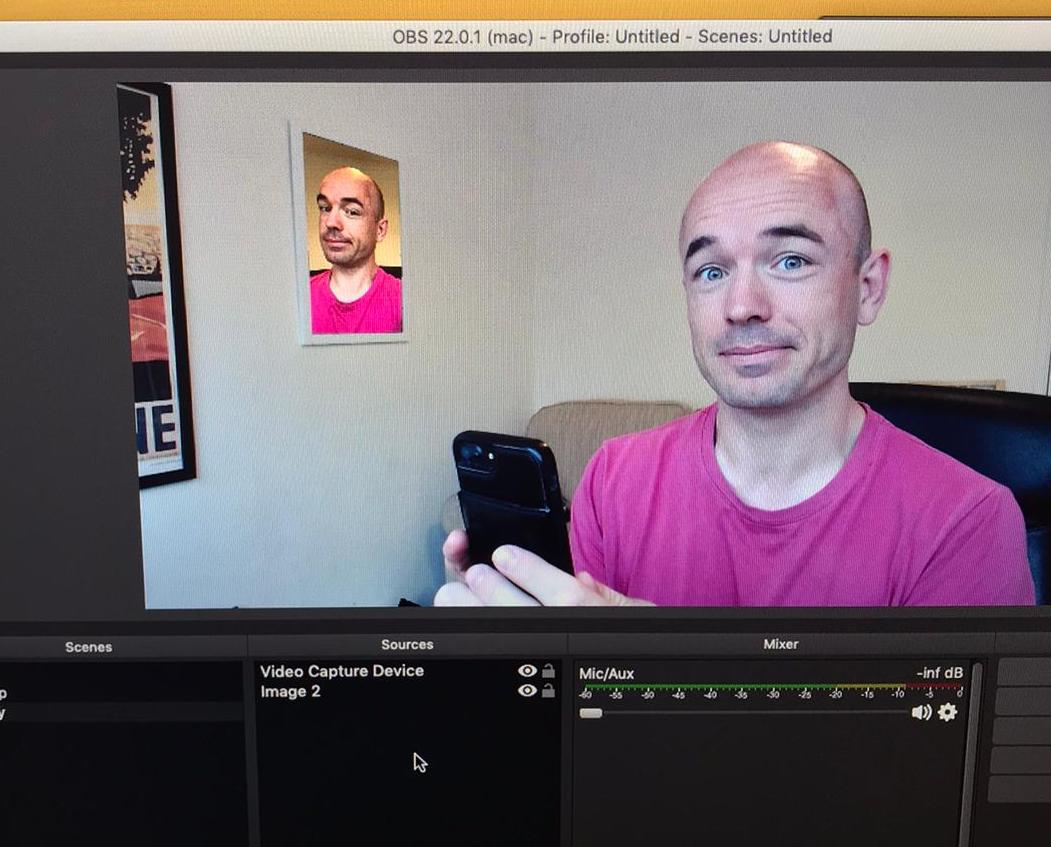 OBS 22.0.1 (mac) - Profile: Untitled - Scenes: Untitled
NE
Scenes
Sources
Mixer
p
y
Video Capture Device
Image 2
Mic/Aux
-inf dB
-60 -55 -50 -45 -40 -35 -30 -25 -20 -15 -10 -5 0